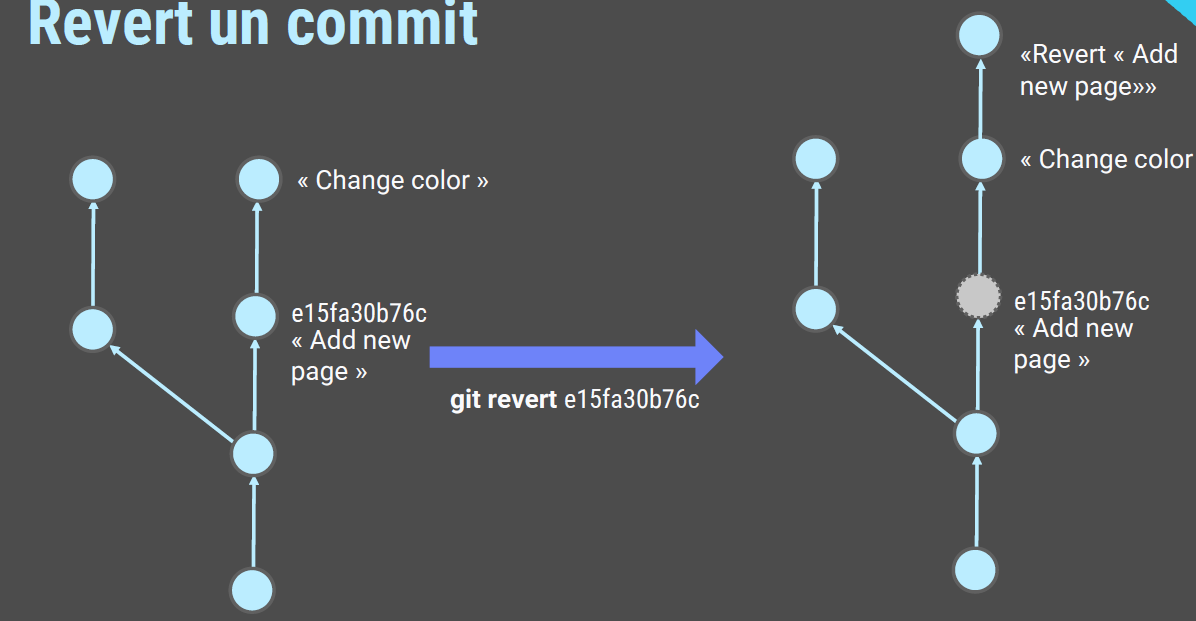 Revert un commit
« Change color »
e15fa30b76c
« Add new
page »
git revert e15fa30b76c
«Revert « Add
new page»»
« Change color
e15fa30b76c
« Add new
page »